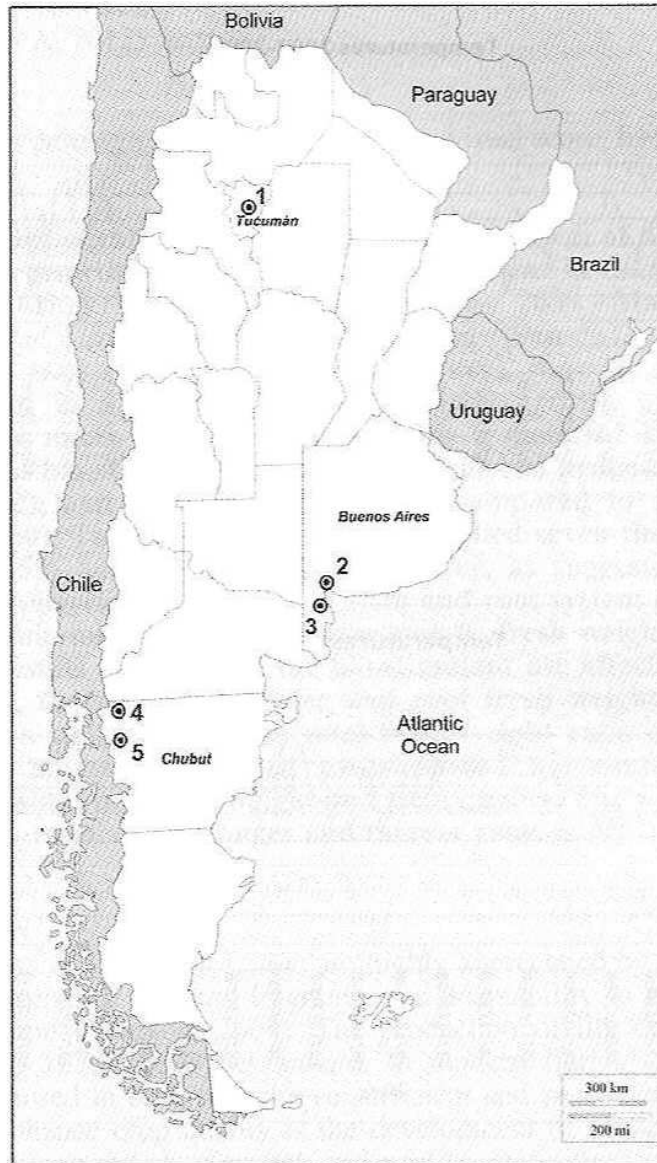 Bolivia
Paraguay
1
Tucumán
Brazil
Uruguay
Buenos Aires
2
Chile
3
4
Atlantic
Ocean
5
Chubut
300 km
200 mi